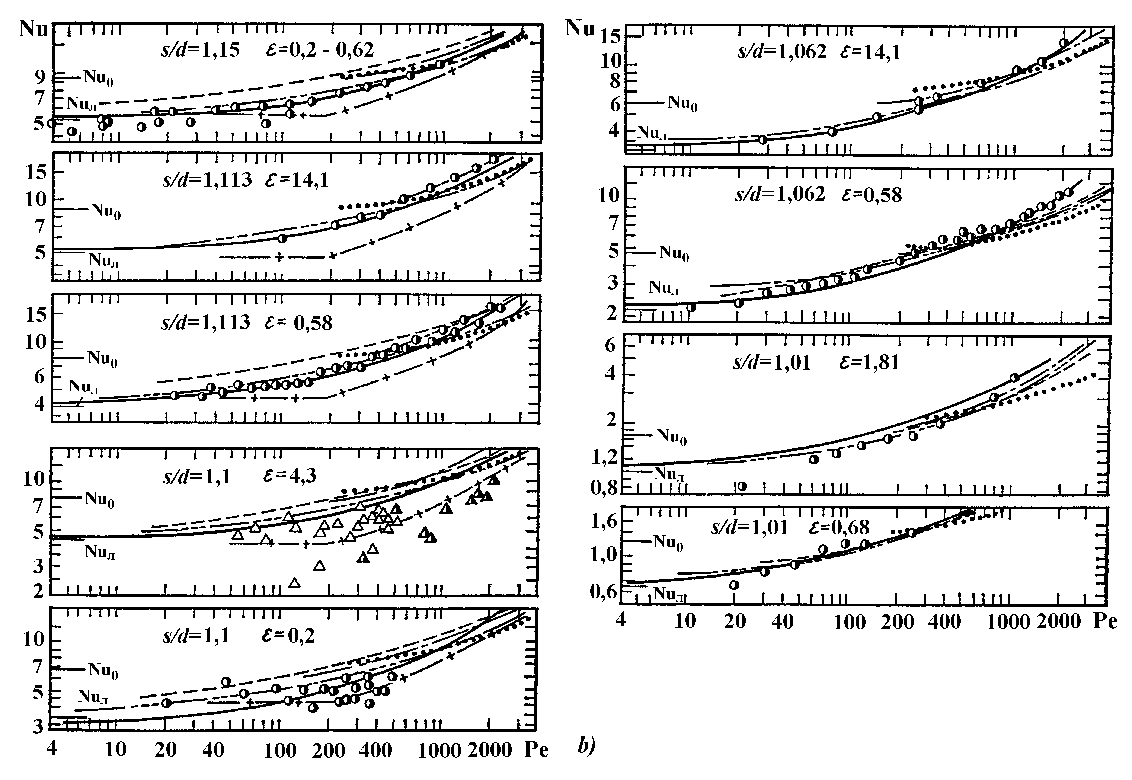 Nu
s/d=1,15 ε=0,2 - 0,62
9
Nu₀
7
Nuл
5
15
s/d=1,113 ε=14,1
10
Nu₀
7
5
Nuл
15
s/d=1,113 ε= 0,58
10
Nu₀
6
Nuл
4
10
s/d=1,1 ε=4,3
7
Nu₀
5
Nuл
3
2
10
s/d=1,1 ε=0,2
7
Nu₀
5
Nuл
3
4 10 20 40 100 200 400 1000 2000 Pe
Nu
15
s/d=1,062 ε=14,1
10
6
Nu₀
4
Nuл
10
s/d=1,062 ε=0,58
5
Nu₀
3
Nuл
2
6
s/d=1,01 ε=1,81
4
2
Nu₀
1,2
Nuл
0,8
1,6
s/d=1,01 ε=0,68
1,0
Nu₀
0,6
Nuл
4 10 20 40 100 200 400 1000 2000 Pe
б)